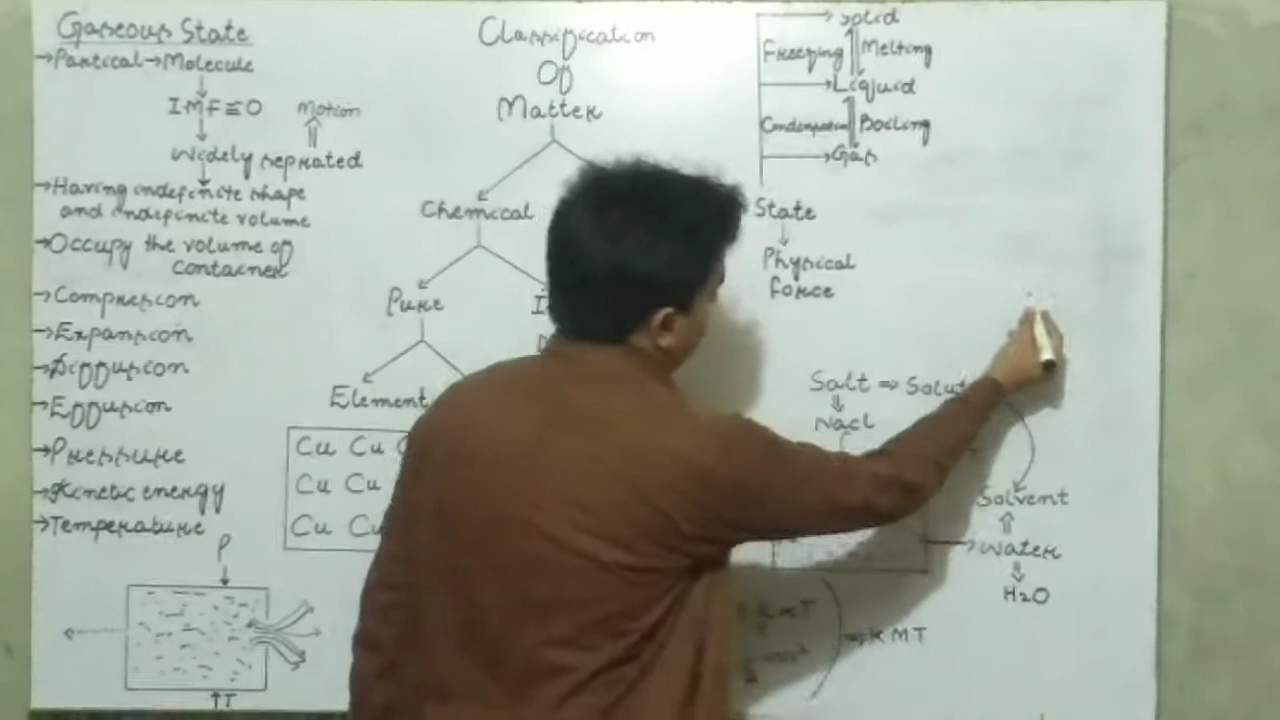 Gaseous State
→Partical→Molecule
IMF≅O Motion
Widely seprated
→Having indefinite shape
and indefinite volume
→Occupy the volume of
container
→Compression
→Expansion
→Diffusion
→Effusion
→Pressure
→Kinetic energy
→Temperature
P
↑T
Classification
Of
Matter
Chemical
Pure
Element
Cu Cu
Cu Cu
Cu Cu
Solid
Freezing Melting
Liquid
Condensation Boiling
Gas
State
Physical
force
Salt ⇒
Nacl
Solvent
Water
H2O
KMT